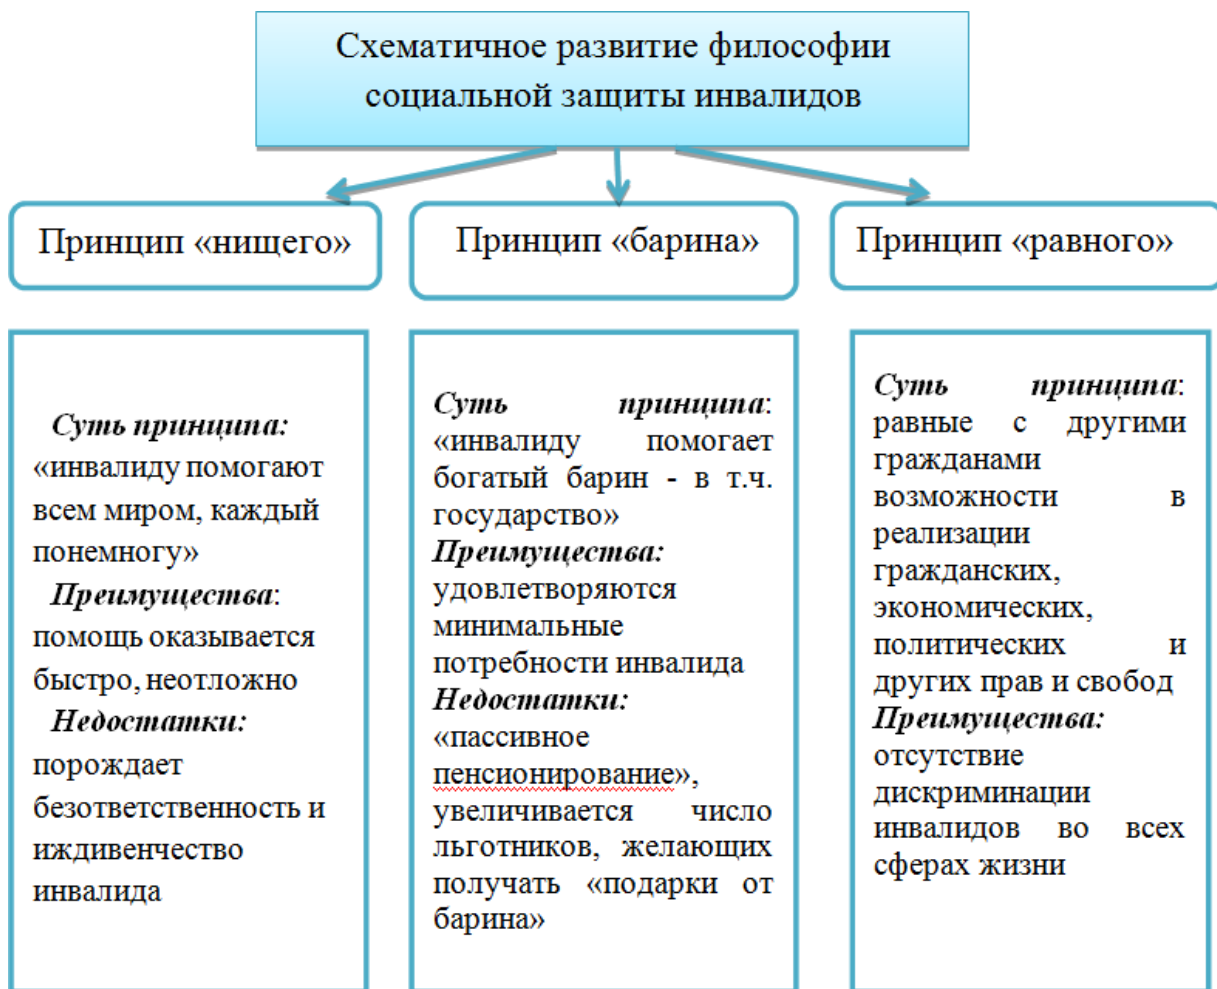 Схематичное развитие философии
социальной защиты инвалидов
Принцип «нищего»
Принцип «барина»
Принцип «равного»
Суть принципа:
«инвалиду помогают
всем миром, каждый
понемногу»
Преимущества:
помощь оказывается
быстро, неотложно
Недостатки:
порождает
безответственность и
иждивенчество
инвалида
Суть принципа:
«инвалиду помогает
богатый барин - в т.ч.
государство»
Преимущества:
удовлетворяются
минимальные
потребности инвалида
Недостатки:
«пассивное
пенсионирование»,
увеличивается число
льготников, желающих
получать «подарки от
барина»
Суть принципа:
равные с другими
гражданами
возможности в
реализации
гражданских,
экономических,
политических и
других прав и свобод
Преимущества:
отсутствие
дискриминации
инвалидов во всех
сферах жизни